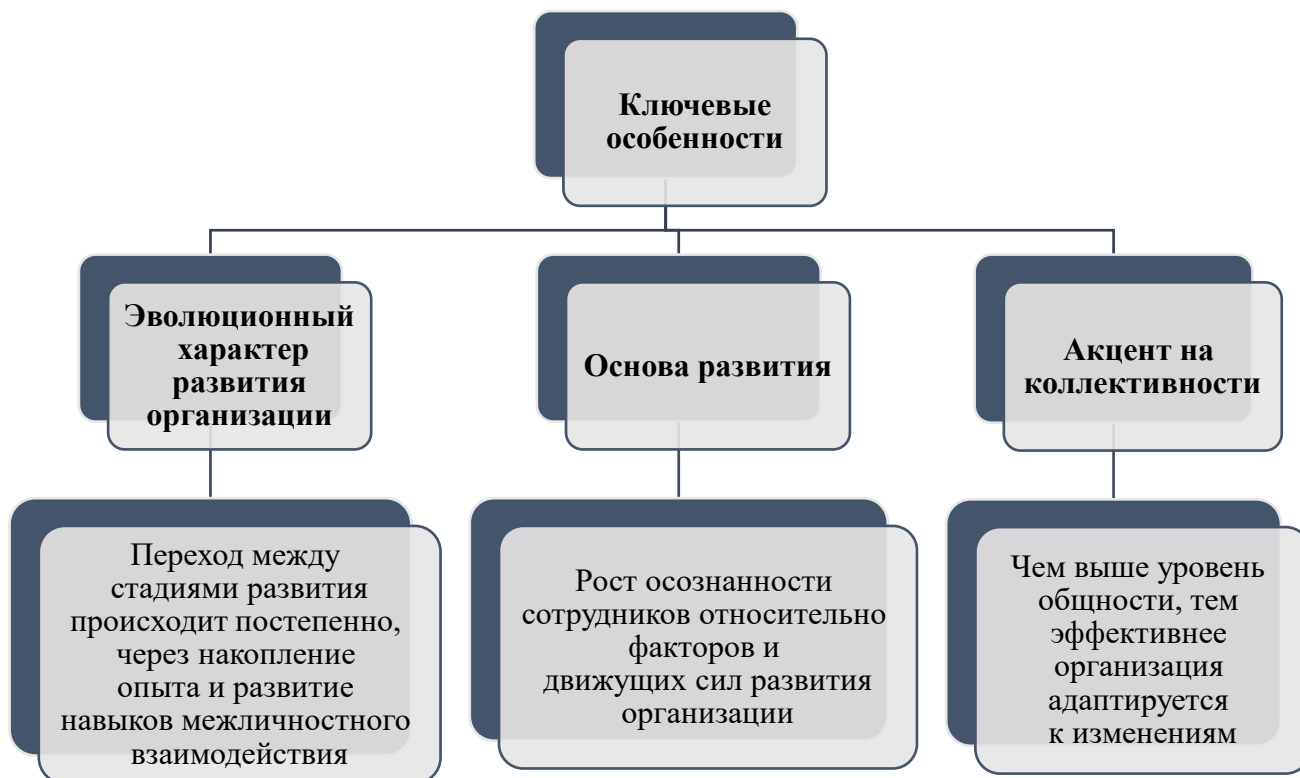 Ключевые
особенности
Эволюционный
характер
развития
организации
Основа развития
Акцент на
коллективности
Переход между
стадиями развития
происходит постепенно,
через накопление
опыта и развитие
навыков межличностного
взаимодействия
Рост осознанности
сотрудников относительно
факторов и
движущих сил развития
организации
Чем выше уровень
общности, тем
эффективнее
организация
адаптируется
к изменениям